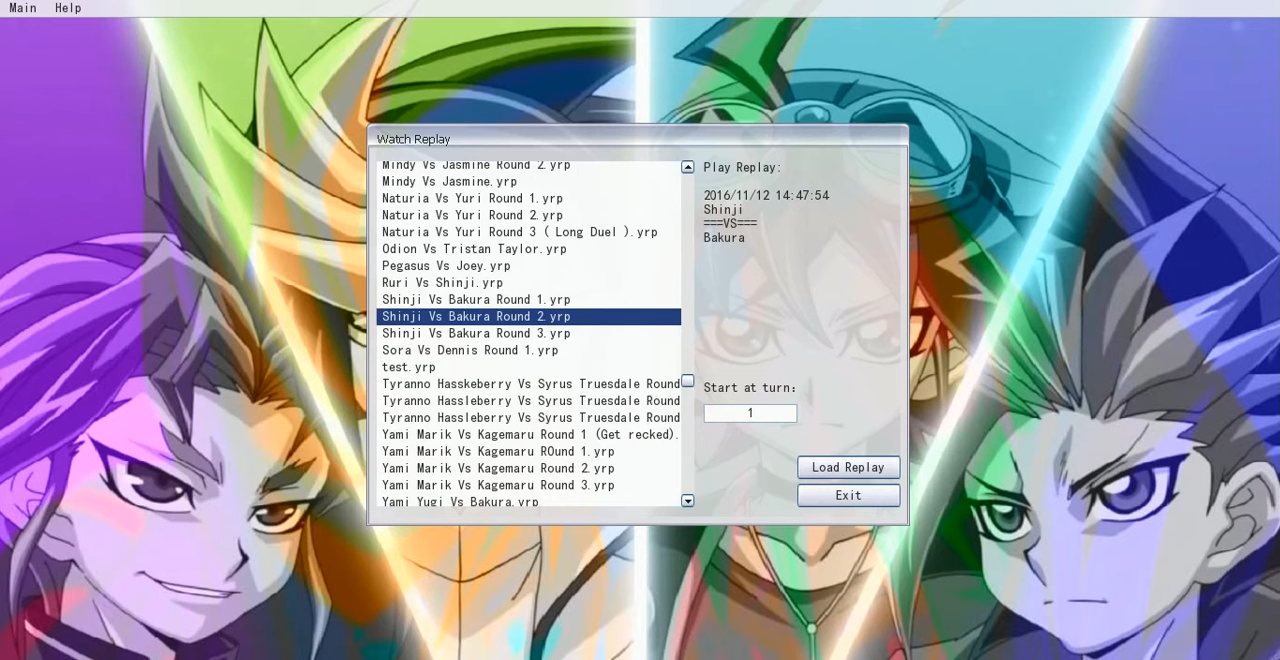 Main Help
Watch Replay
Mindy Vs Jasmine Round 2.yrp
Mindy Vs Jasmine.yrp
Naturia Vs Yuri Round 1.yrp
Naturia Vs Yuri Round 2.yrp
Naturia Vs Yuri Round 3 ( Long Duel ).yrp
Odion Vs Tristan Taylor.yrp
Pegasus Vs Joey.yrp
Ruri Vs Shinji.yrp
Shinji Vs Bakura Round 1.yrp
Shinji Vs Bakura Round 2.yrp
Shinji Vs Bakura Round 3.yrp
Sora Vs Dennis Round 1.yrp
test.yrp
Tyranno Hasskeberry Vs Syrus Truesdale Round
Tyranno Hassleberry Vs Syrus Truesdale Round
Tyranno Hassleberry Vs Syrus Truesdale Round
Yami Marik Vs Kagemaru Round 1 (Get recked).
Yami Marik Vs Kagemaru ROund 1.yrp
Yami Marik Vs Kagemaru Round 2.yrp
Yami Marik Vs Kagemaru Round 3.yrp
Yami Yugi Vs Bakura.yrp
Play Replay:
2016/11/12 14:47:54
Shinji
===VS===
Bakura
Start at turn:
1
Load Replay
Exit